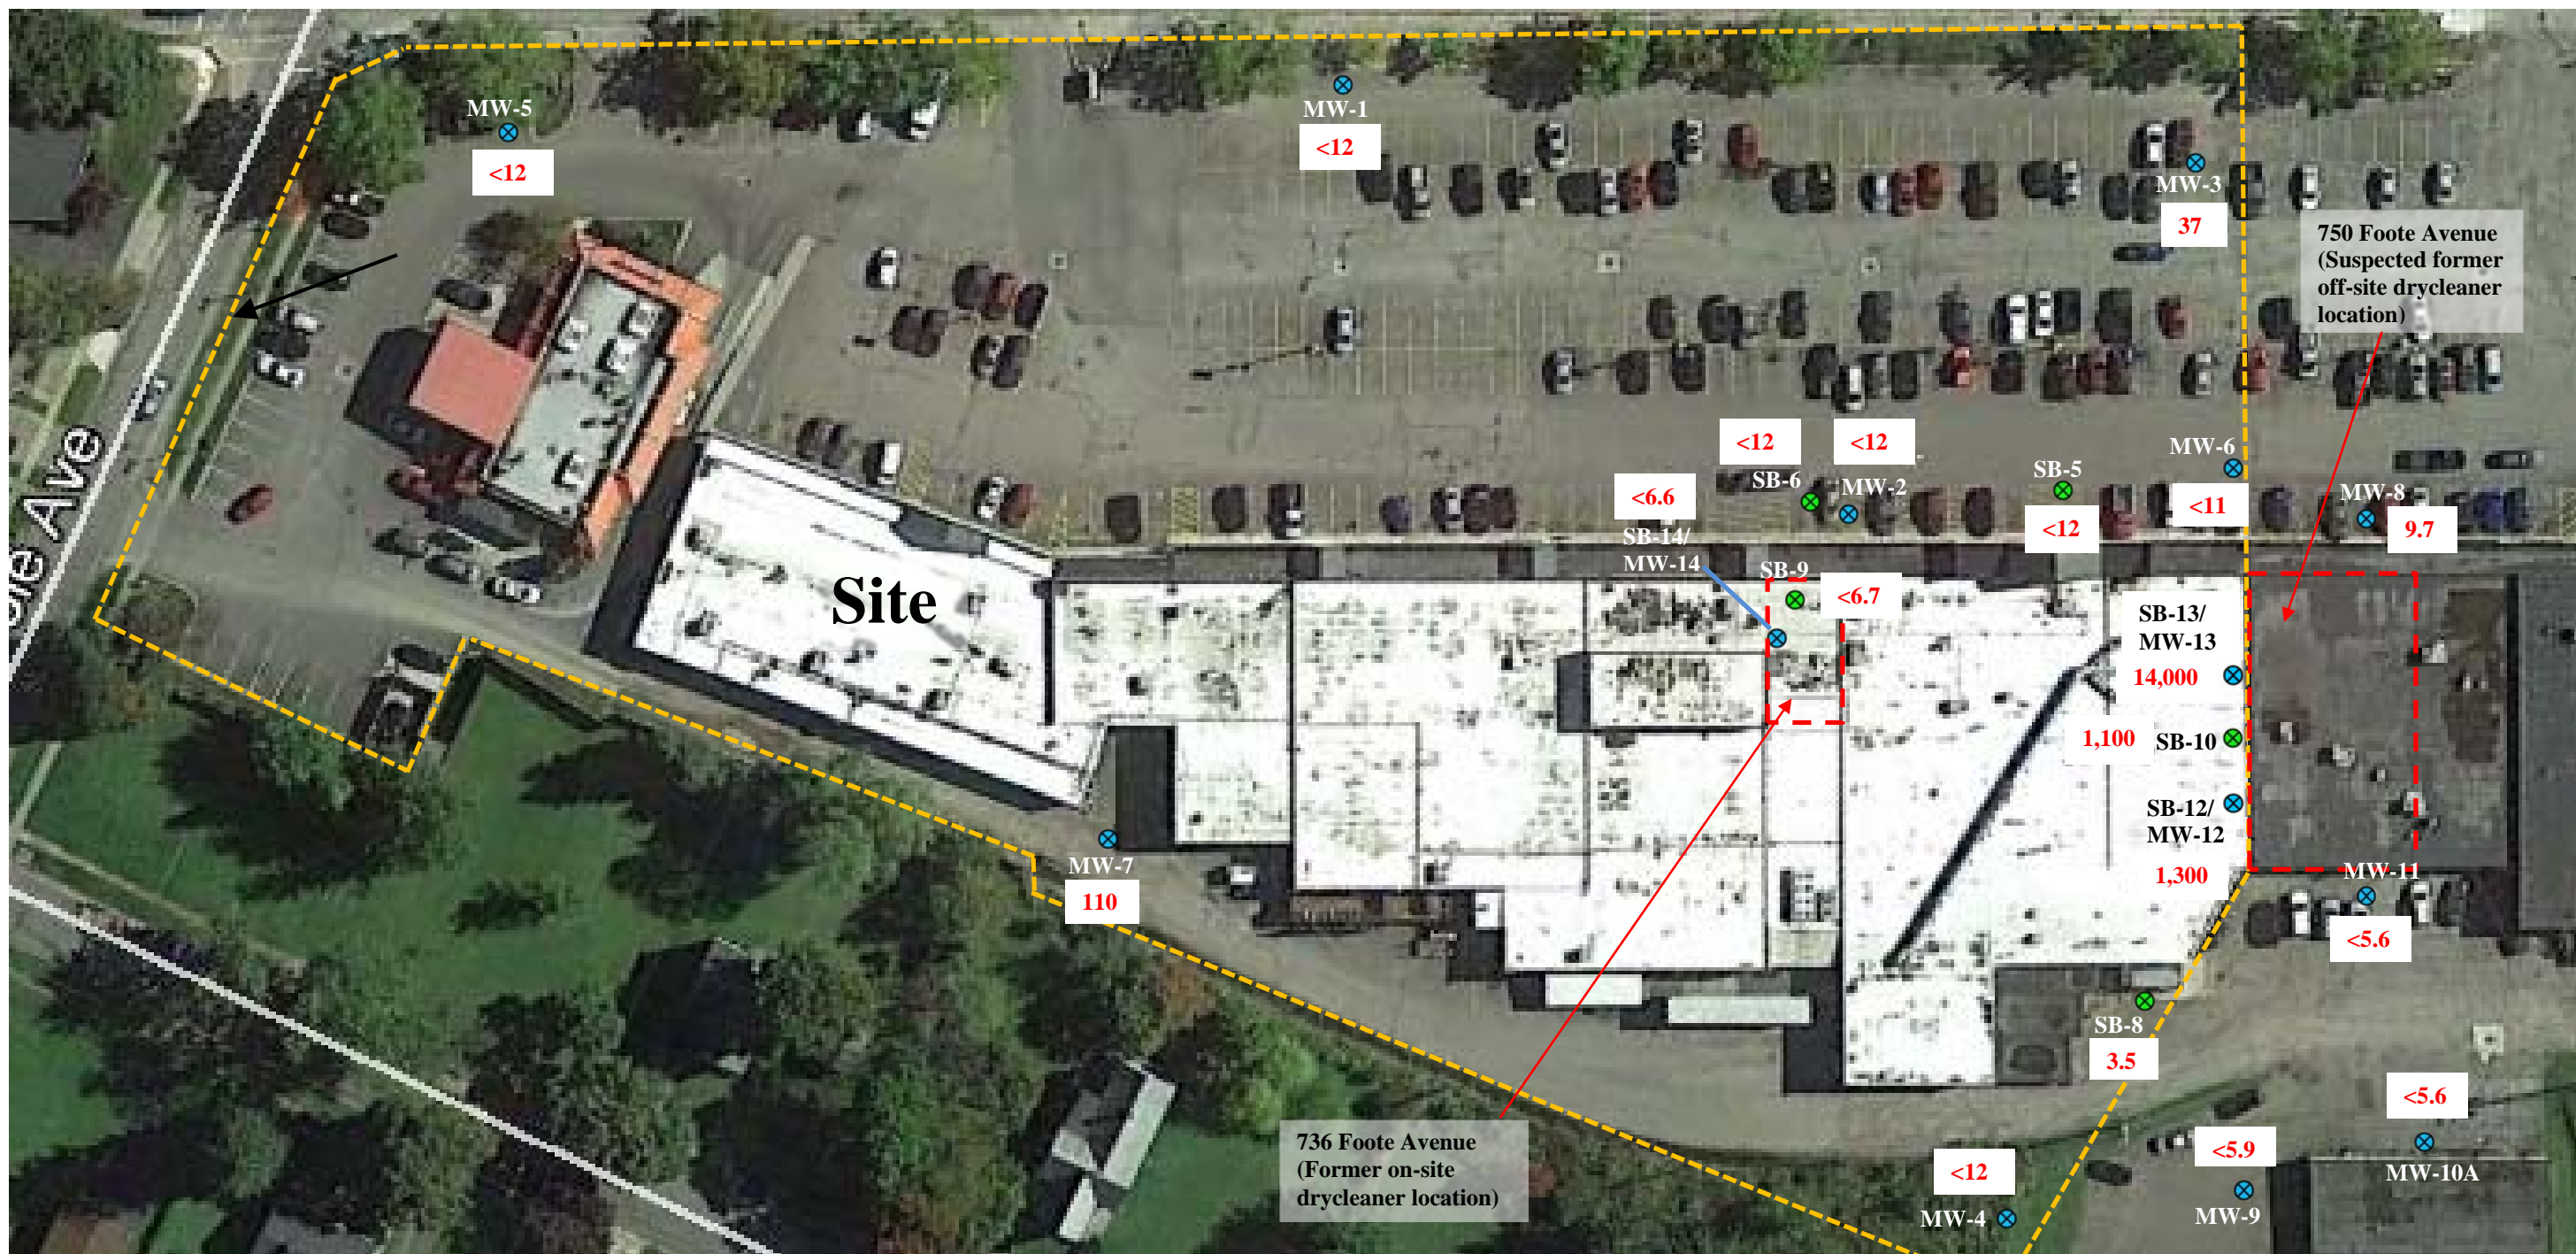 MW-5
<12
MW-1
<12
MW-3
37
750 Foote Avenue
(Suspected former
off-site drycleaner
location)
<12
<12
SB-6
MW-2
<6.6
SB-14/
MW-14
SB-9
<6.7
SB-5
<12
MW-6
<11
MW-8
9.7
Ave
Site
SB-13/
MW-13
14,000
1,100
SB-10
SB-12/
MW-12
1,300
MW-7
110
MW-11
<5.6
SB-8
3.5
736 Foote Avenue
(Former on-site
drycleaner location)
<12
MW-4
<5.9
MW-9
<5.6
MW-10A